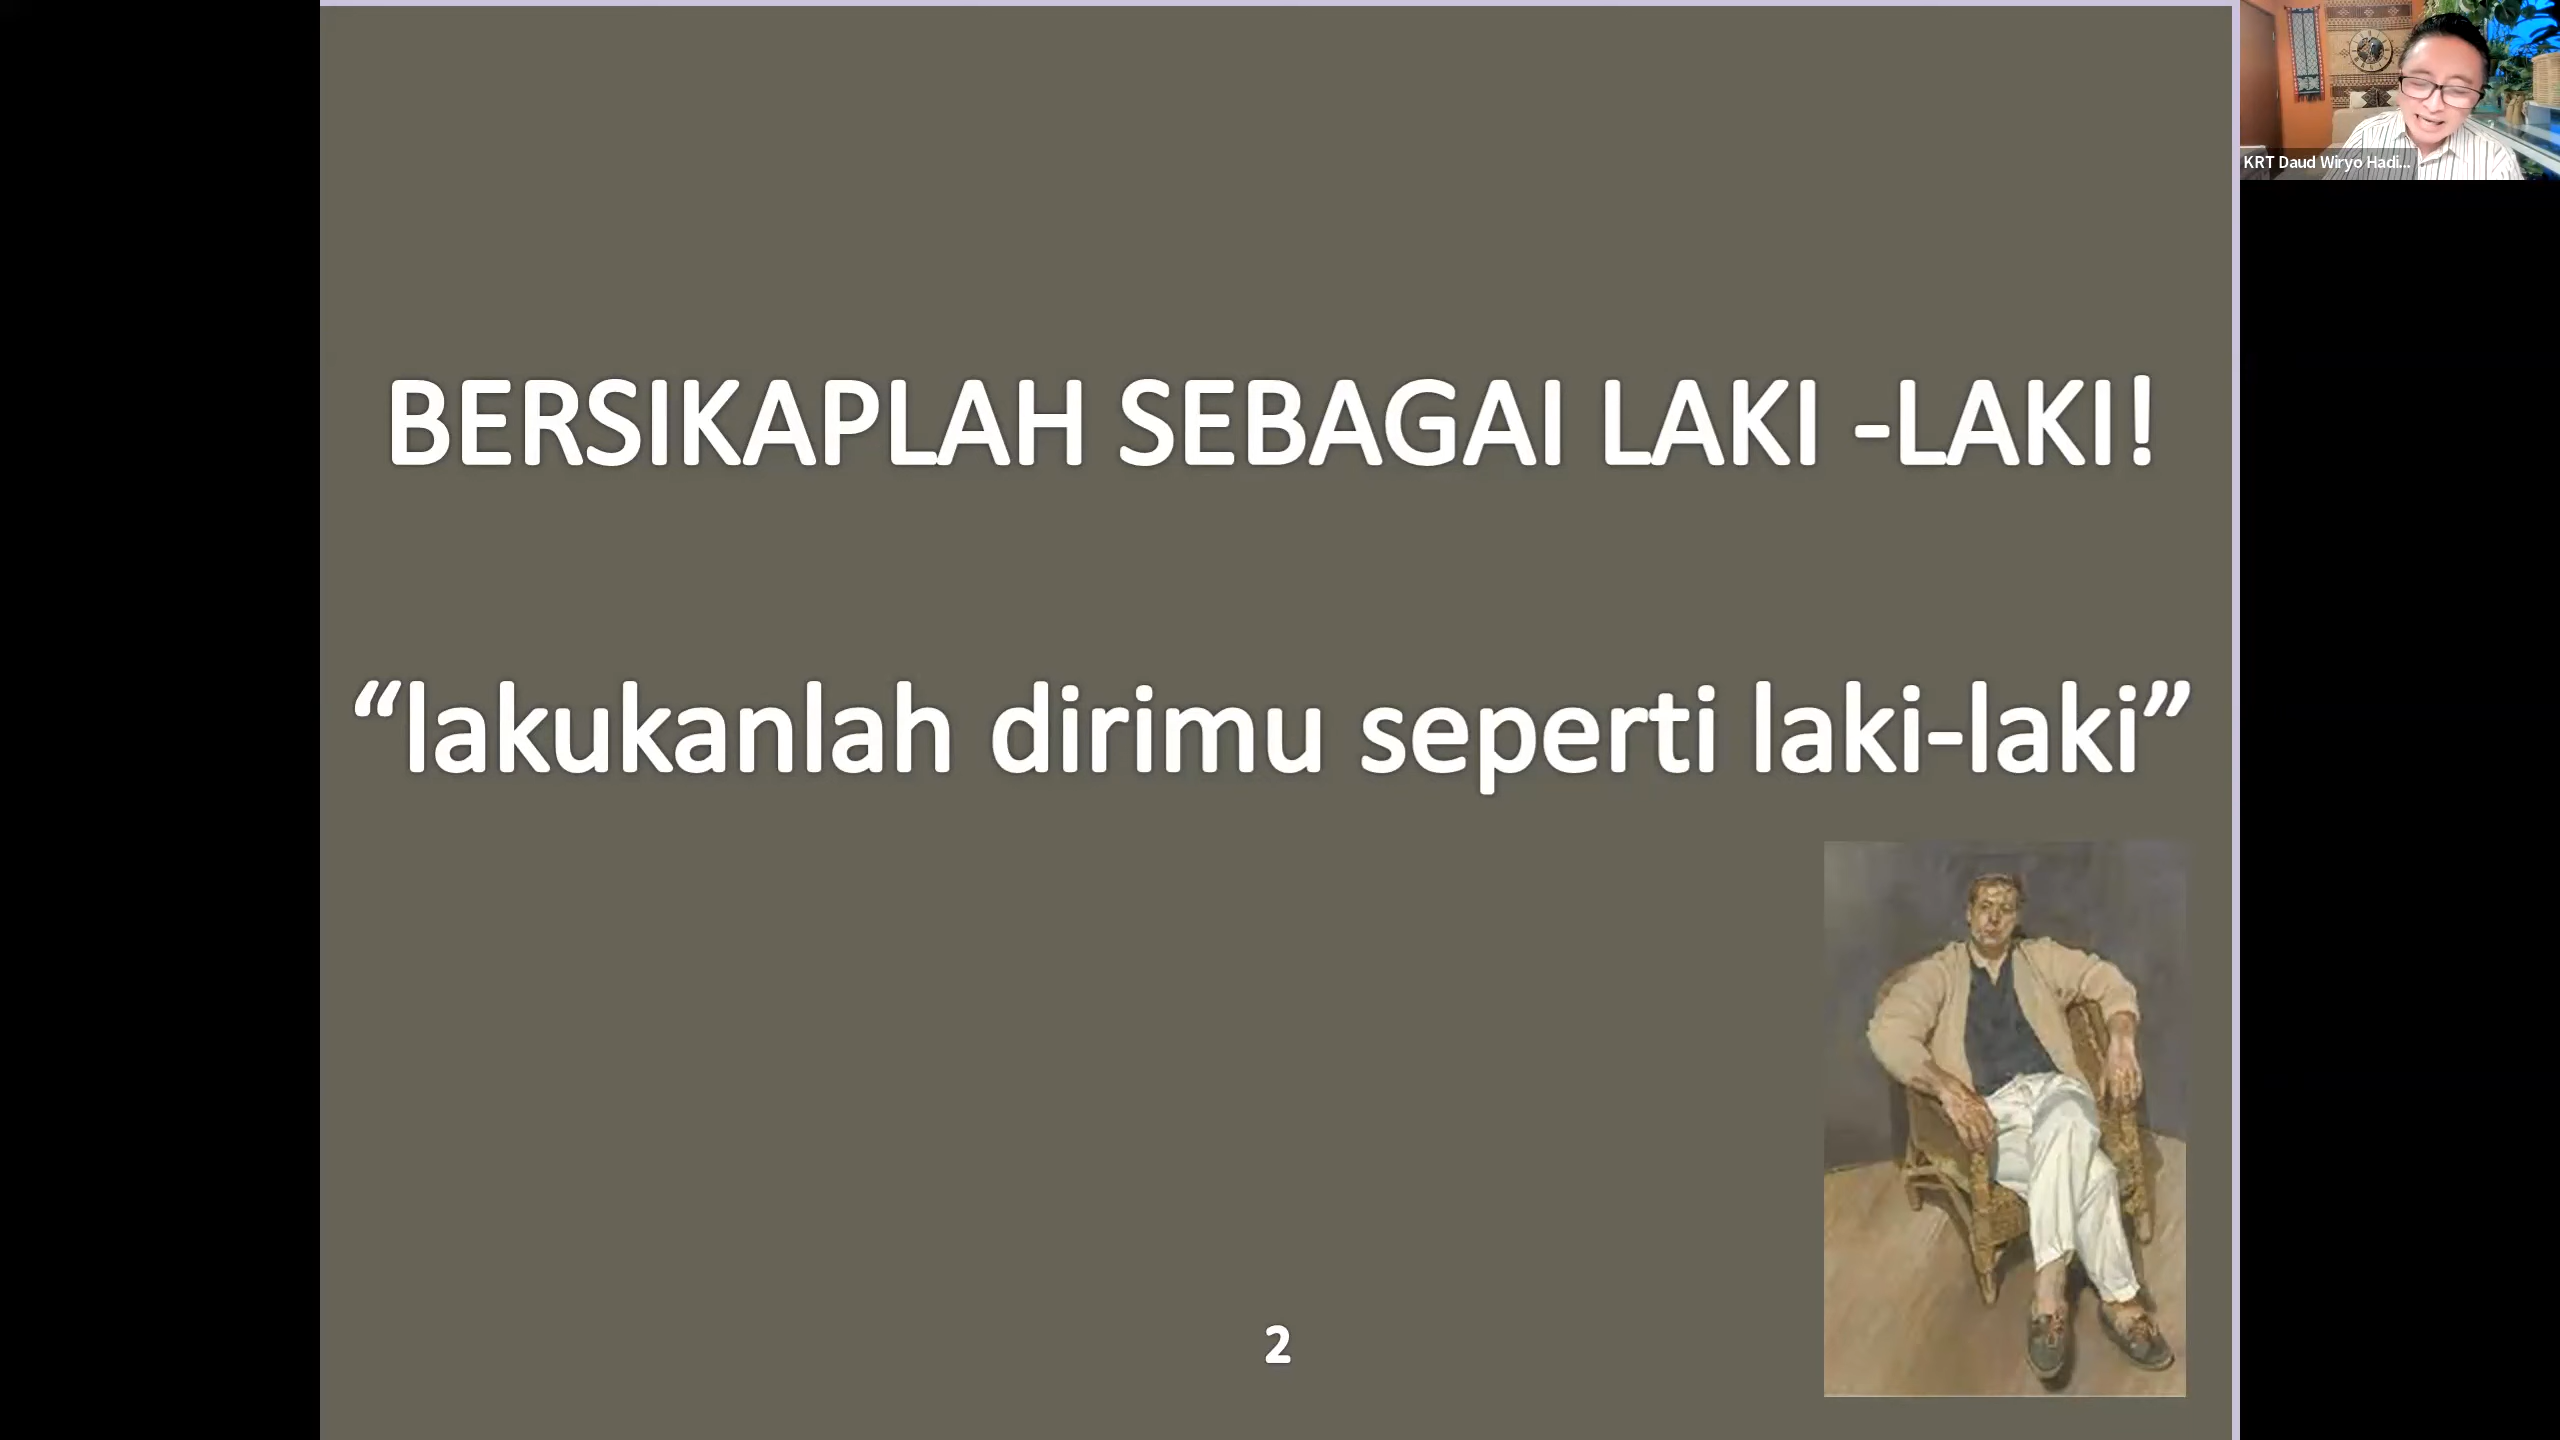 BERSIKAPLAH SEBAGAI LAKI -LAKI!
“lakukanlah dirimu seperti laki-laki”
2
KRT Daud Wiryo Hadi...